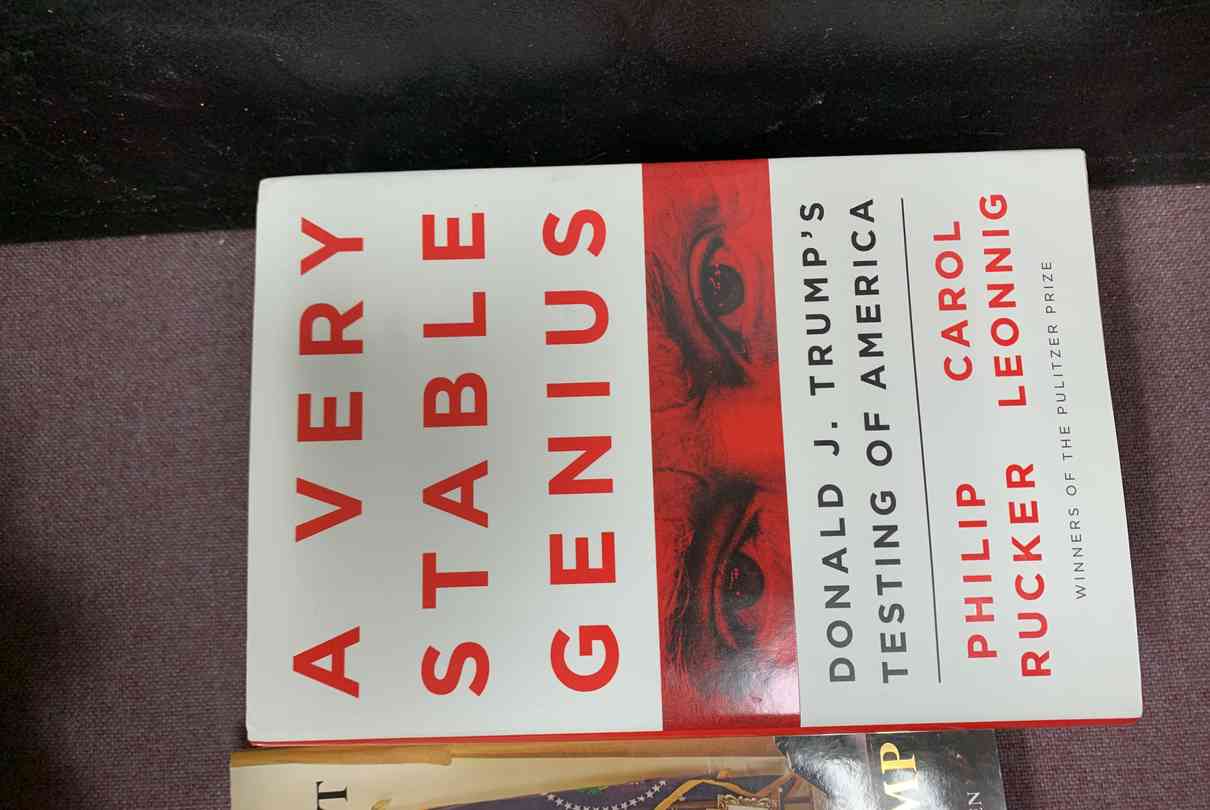 A VERY
STABLE
GENIUS
DONALD J. TRUMP'S
TESTING OF AMERICA
PHILIP
RUCKER
CAROL
LEONNIG
WINNERS OF THE PULITZER PRIZE